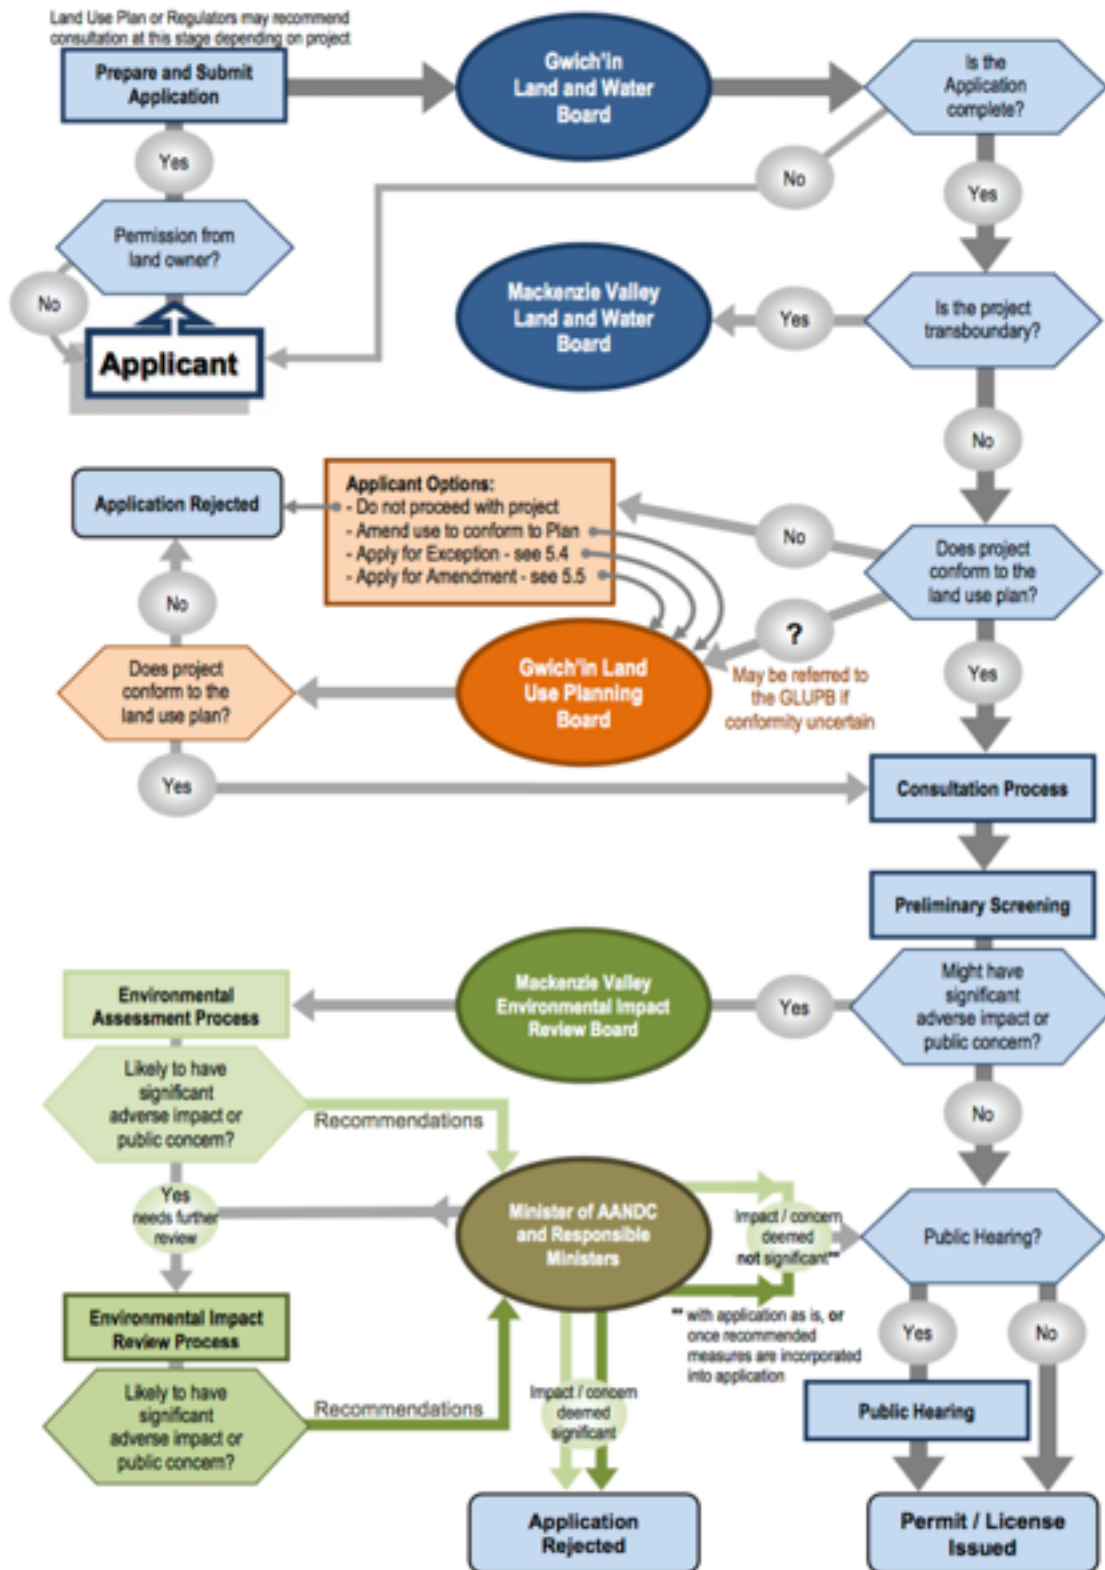 Land Use Plan or Regulators may recommend
consultation at this stage depending on project
Prepare and Submit
Application
Gwich'in
Land and Water
Board
Is the
Application
complete?
Yes
No
Yes
Permission from
land owner?
No
Applicant
Mackenzie Valley
Land and Water
Board
Yes
Is the project
transboundary?
No
Application Rejected
Applicant Options:
- Do not proceed with project
- Amend use to conform to Plan
- Apply for Exception - see 5.4
- Apply for Amendment - see 5.5
No
Does project
conform to the
land use plan?
?
May be referred to
the GLUPB if
conformity uncertain
Yes
No
Does project
conform to the
land use plan?
Gwich'in Land
Use Planning
Board
Yes
Consultation Process
Preliminary Screening
Might have
significant
adverse impact or
public concern?
Yes
Mackenzie Valley
Environmental Impact
Review Board
Environmental
Assessment Process
Likely to have
significant
adverse impact or
public concern?
Recommendations
No
Yes
needs further
review
Minister of AANDC
and Responsible
Ministers
Impact / concern
deemed
not significant**
Public Hearing?
** with application as is, or
once recommended
measures are incorporated
into application
Environmental Impact
Review Process
Likely to have
significant
adverse impact or
public concern?
Recommendations
Impact / concern
deemed
significant
Yes
No
Public Hearing
Application
Rejected
Permit / License
Issued